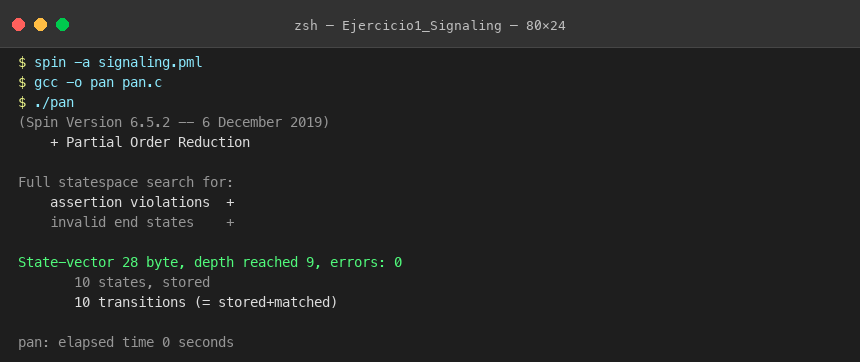 zsh — Ejercicio1_Signaling — 80×24
$ spin -a signaling.pml
$ gcc -o pan pan.c
$ ./pan
(Spin Version 6.5.2 -- 6 December 2019)
    + Partial Order Reduction
Full statespace search for:
    assertion violations  +
    invalid end states    +
State-vector 28 byte, depth reached 9, errors: 0
       10 states, stored
       10 transitions (= stored+matched)
pan: elapsed time 0 seconds